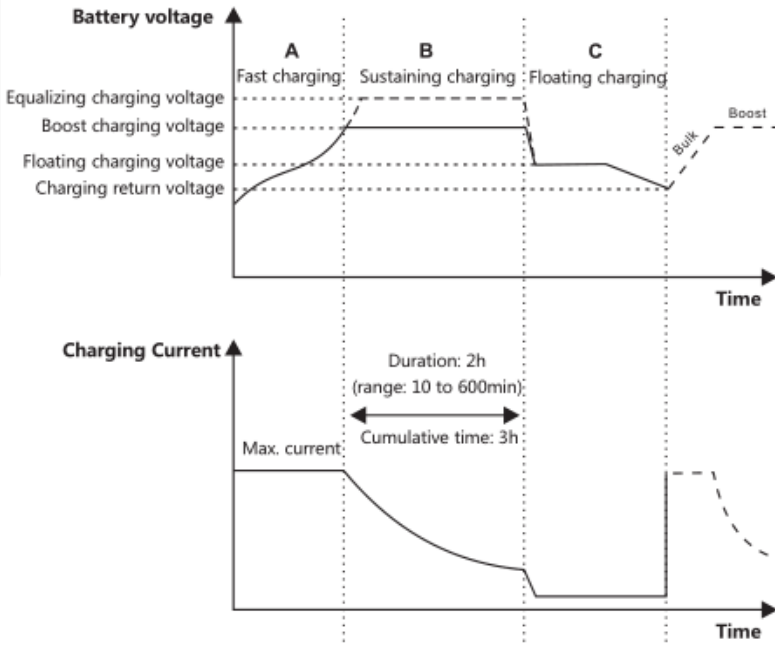 Battery voltage
A
B
C
Fast charging
Sustaining charging
Floating charging
Equalizing charging voltage
Boost charging voltage
Floating charging voltage
Charging return voltage
Bulk
Boost
Time
Charging Current
Duration: 2h
(range: 10 to 600min)
Cumulative time: 3h
Max. current
Time